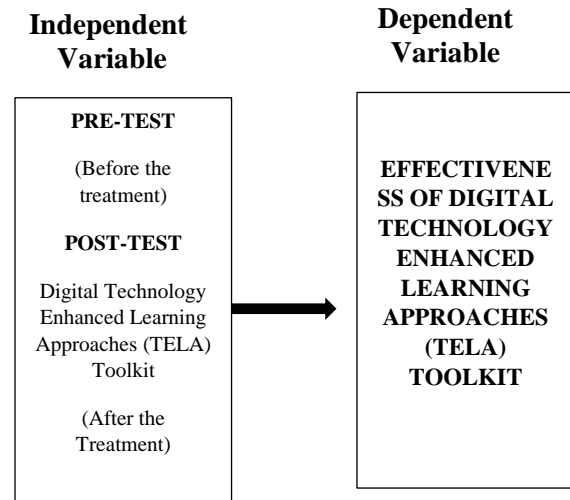 Independent
Variable
PRE-TEST
(Before the
treatment)
POST-TEST
Digital Technology
Enhanced Learning
Approaches (TELA)
Toolkit
(After the
Treatment)
Dependent
Variable
EFFECTIVENE
SS OF DIGITAL
TECHNOLOGY
ENHANCED
LEARNING
APPROACHES
(TELA)
TOOLKIT